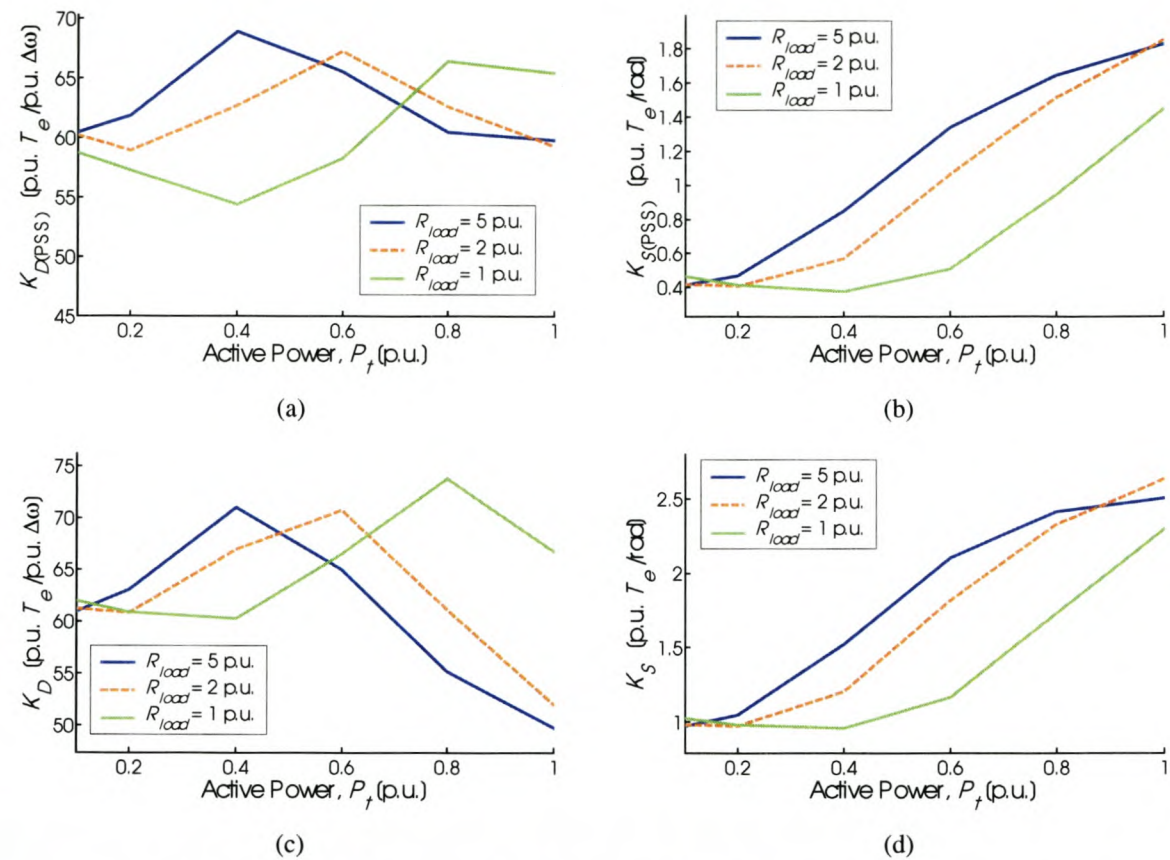 70
65
60
55
50
45
K_D(PSS) (p.u. T_e/p.u. Δω)
R_load = 5 p.u.
R_load = 2 p.u.
R_load = 1 p.u.
0.2 0.4 0.6 0.8 1
Active Power, P_t (p.u.)
(a)
1.8
1.6
1.4
1.2
1
0.8
0.6
0.4
K_S(PSS) (p.u. T_e/rad)
R_load = 5 p.u.
R_load = 2 p.u.
R_load = 1 p.u.
0.2 0.4 0.6 0.8 1
Active Power, P_t (p.u.)
(b)
75
70
65
60
55
50
K_D (p.u. T_e/p.u. Δω)
R_load = 5 p.u.
R_load = 2 p.u.
R_load = 1 p.u.
0.2 0.4 0.6 0.8 1
Active Power, P_t (p.u.)
(c)
2.5
2
1.5
1
K_S (p.u. T_e/rad)
R_load = 5 p.u.
R_load = 2 p.u.
R_load = 1 p.u.
0.2 0.4 0.6 0.8 1
Active Power, P_t (p.u.)
(d)